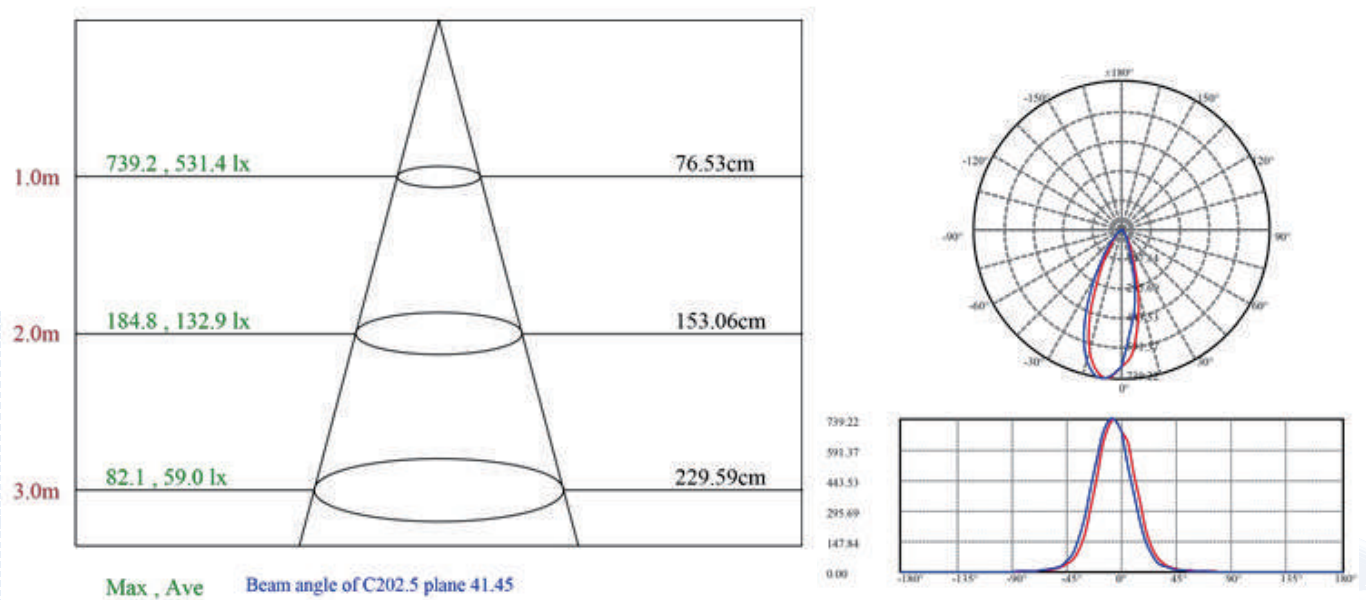 1.0m
739.2 , 531.4 lx
76.53cm
2.0m
184.8 , 132.9 lx
153.06cm
3.0m
82.1 , 59.0 lx
229.59cm
Max , Ave
Beam angle of C202.5 plane 41.45
±180°
-150° 150°
-120° 120°
-90° 90°
-60° 60°
-30° 30°
739.22
0°
739.22
591.37
443.53
295.69
147.84
0.00
-180° -135° -90° -45° 0° 45° 90° 135° 180°